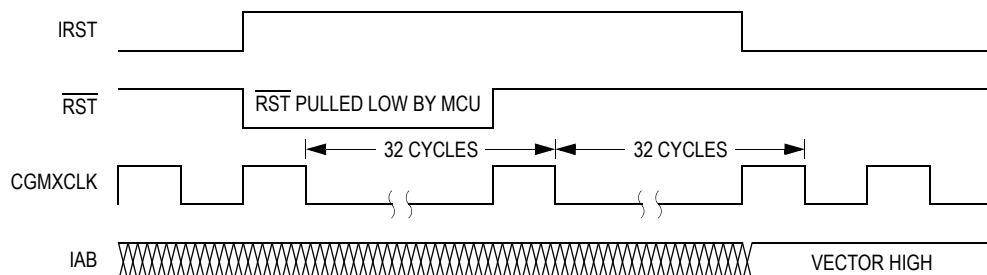 IRST
RST
RST PULLED LOW BY MCU
32 CYCLES
32 CYCLES
CGMXCLK
IAB
VECTOR HIGH